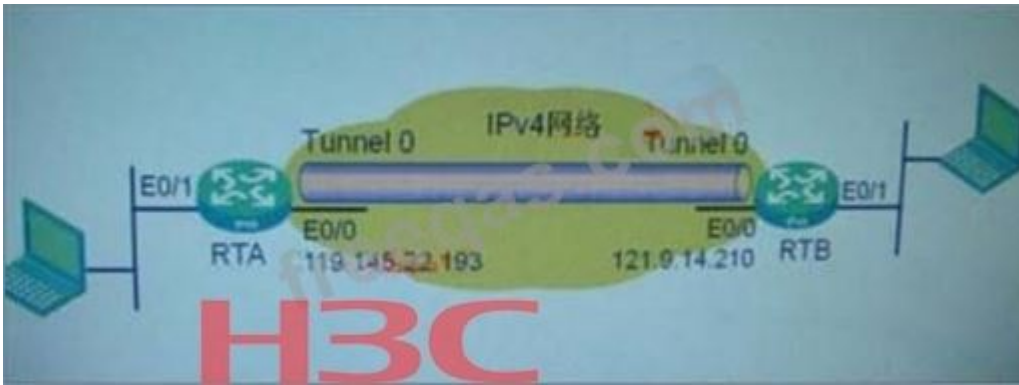 IPv4网络
Tunnel 0
Tunnel 0
E0/1
E0/1
E0/0
E0/0
RTA
RTB
119.145.22.193
121.9.14.210
H3C